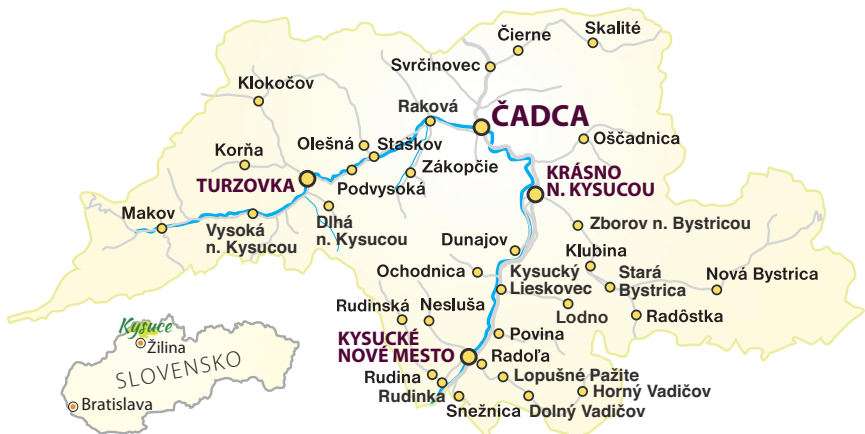 Skalité
Čierne
Svrčinovec
Klokočov
Raková
ČADCA
Oščadnica
Olešná
Staškov
Korňa
Zákopčie
KRÁSNO
N. KYSUCOU
TURZOVKA
Podvysoká
Makov
Vysoká
n. Kysucou
Dlhá
n. Kysucou
Zborov n. Bystricou
Dunajov
Klubina
Ochodnica
Kysucký
Lieskovec
Stará
Bystrica
Nová Bystrica
Rudinská
Nesluša
Lodno
Radôstka
Kysuce
Žilina
SLOVENSKO
Bratislava
KYSUCKÉ
NOVÉ MESTO
Povina
Radoľa
Rudina
Rudinka
Lopušné Pažite
Horný Vadičov
Snežnica
Dolný Vadičov